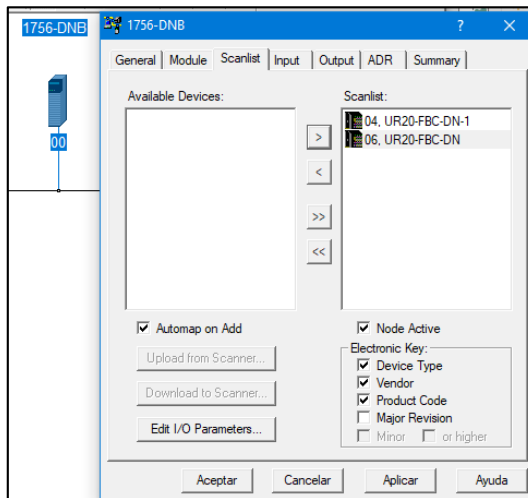 1756-DNB
00
1756-DNB
? X
General Module Scanlist Input Output ADR Summary
Available Devices:
Scanlist:
04, UR20-FBC-DN-1
06, UR20-FBC-DN
>
<
>>
<<
Automap on Add
Node Active
Upload from Scanner...
Download to Scanner...
Edit I/O Parameters...
Electronic Key:
Device Type
Vendor
Product Code
Major Revision
Minor or higher
Aceptar Cancelar Aplicar Ayuda